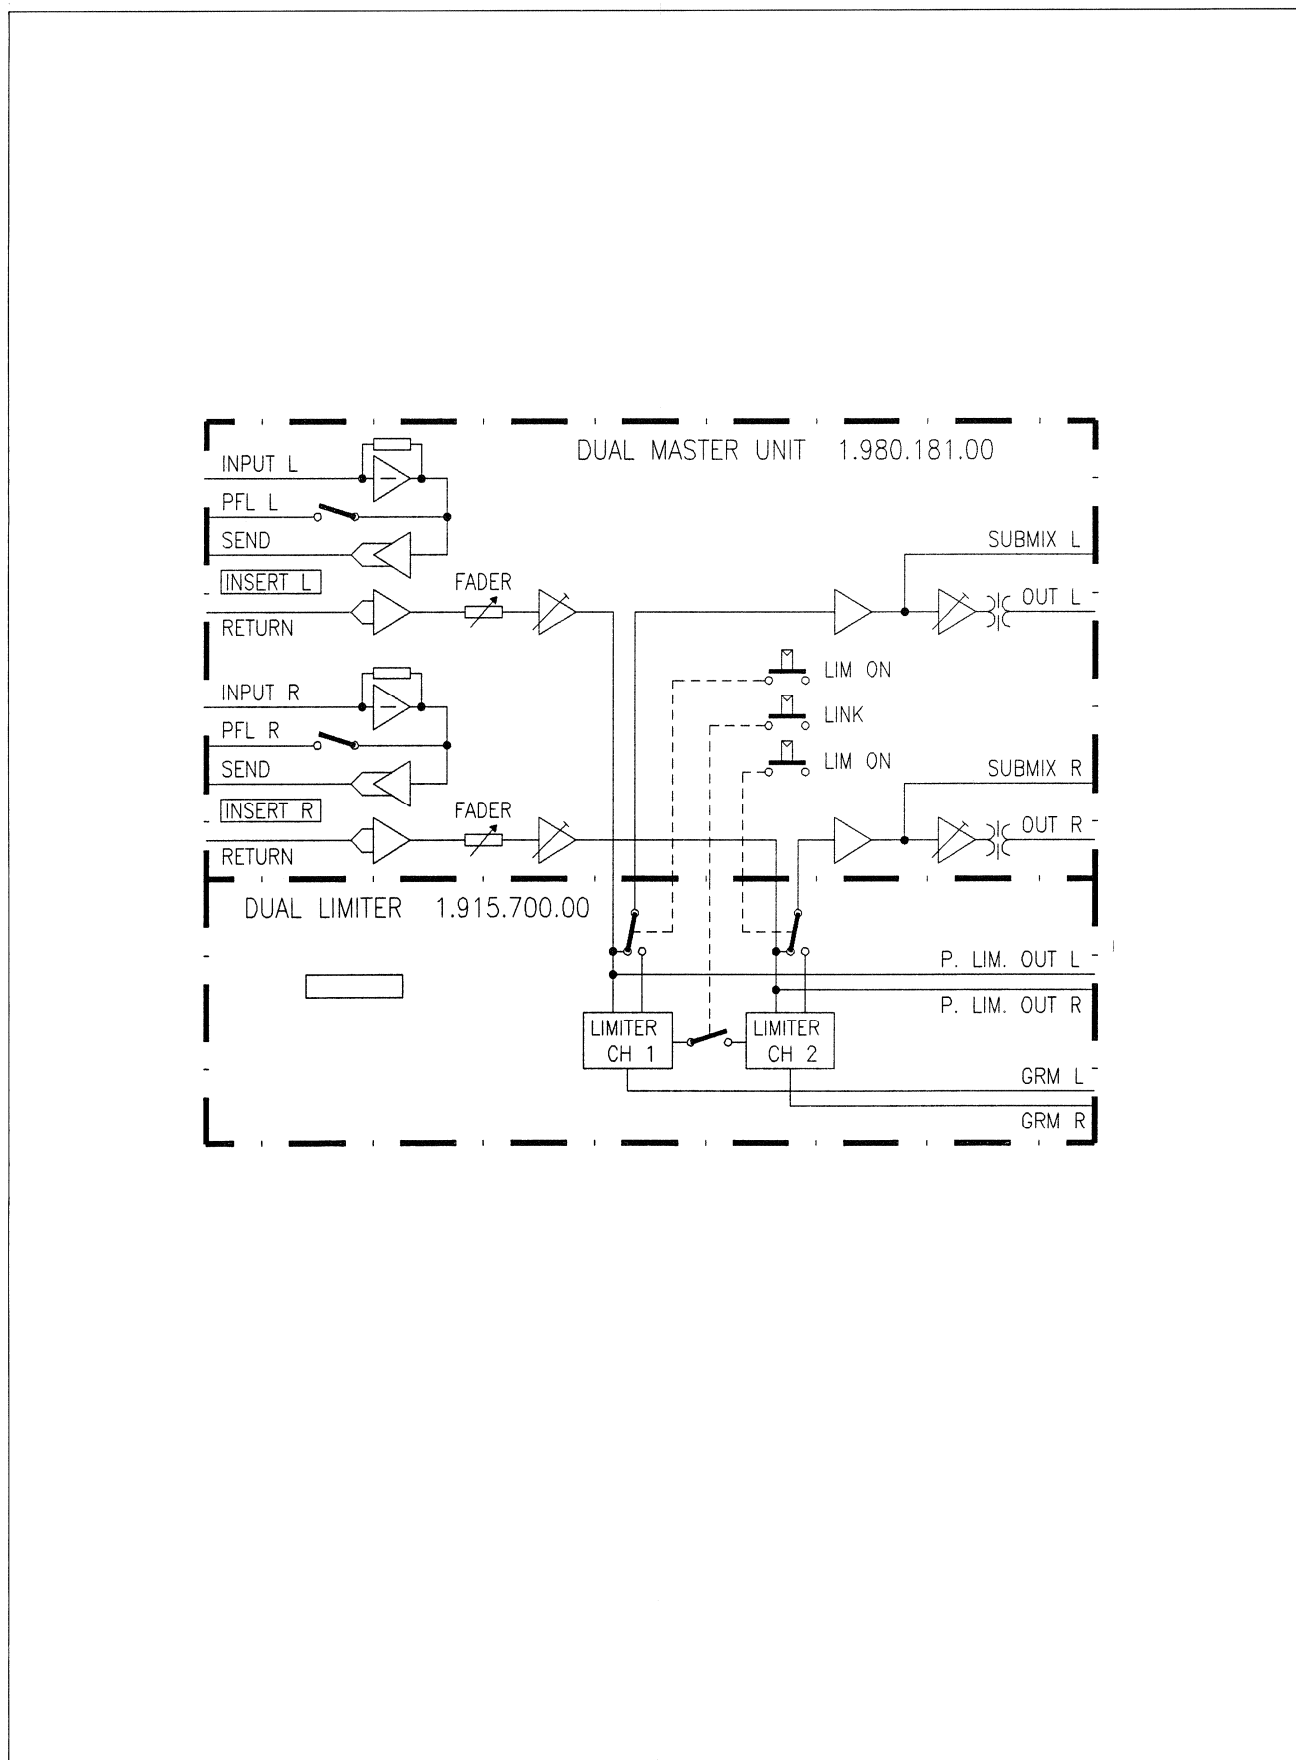 DUAL MASTER UNIT 1.980.181.00
INPUT L
PFL L
SEND
INSERT L
RETURN
FADER
SUBMIX L
OUT L
LIM ON
LINK
LIM ON
INPUT R
PFL R
SEND
INSERT R
RETURN
FADER
SUBMIX R
OUT R
DUAL LIMITER 1.915.700.00
P. LIM. OUT L
P. LIM. OUT R
LIMITER
CH 1
LIMITER
CH 2
GRM L
GRM R